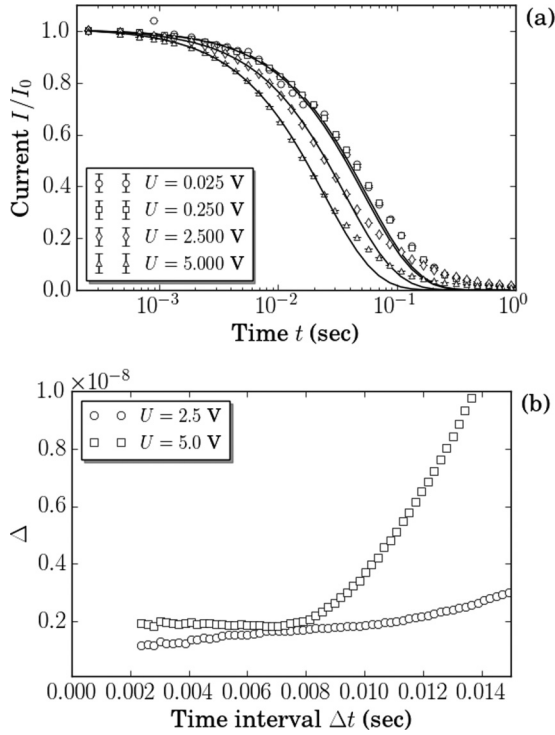 (a)
1.0
0.8
0.6
0.4
0.2
0.0
Current I/I₀
U = 0.025 V
U = 0.250 V
U = 2.500 V
U = 5.000 V
10⁻³ 10⁻² 10⁻¹ 10⁰
Time t (sec)
(b)
×10⁻⁸
1.0
0.8
0.6
0.4
0.2
Δ
U = 2.5 V
U = 5.0 V
0.000 0.002 0.004 0.006 0.008 0.010 0.012 0.014
Time interval Δt (sec)